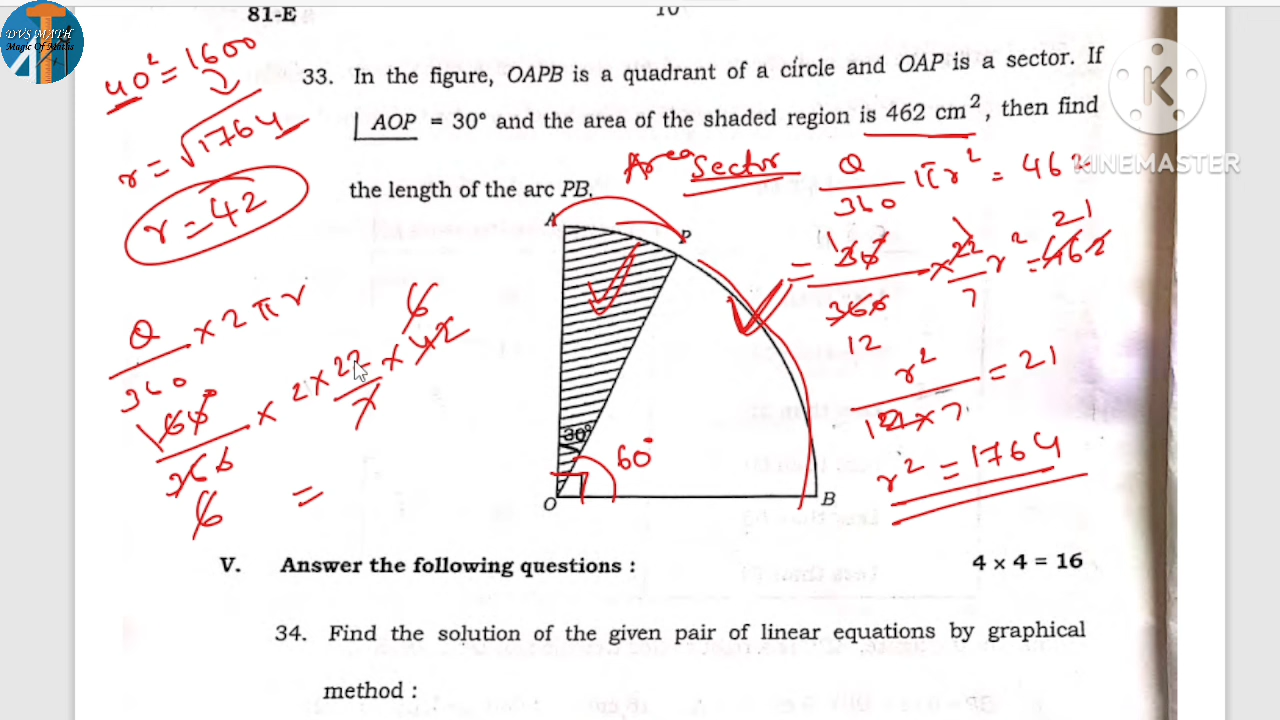 81-E
10
DVS MATH
Magic Of Maths
33. In the figure, OAPB is a quadrant of a circle and OAP is a sector. If
∠AOP = 30° and the area of the shaded region is 462 cm², then find
the length of the arc PB.
KINEMASTER
40² = 1600
r = √1764
r = 42
Area Sector
θ/360 πr² = 462
= 30/360 × 22/7 r² = 462
1 12 1 21
r²/12×7 = 21
r² = 1764
θ/360 × 2πr
60/360 × 2 × 22/7 × 42
1 6 6
=
A
P
30°
60°
O
B
V. Answer the following questions : 4 × 4 = 16
34. Find the solution of the given pair of linear equations by graphical
method :